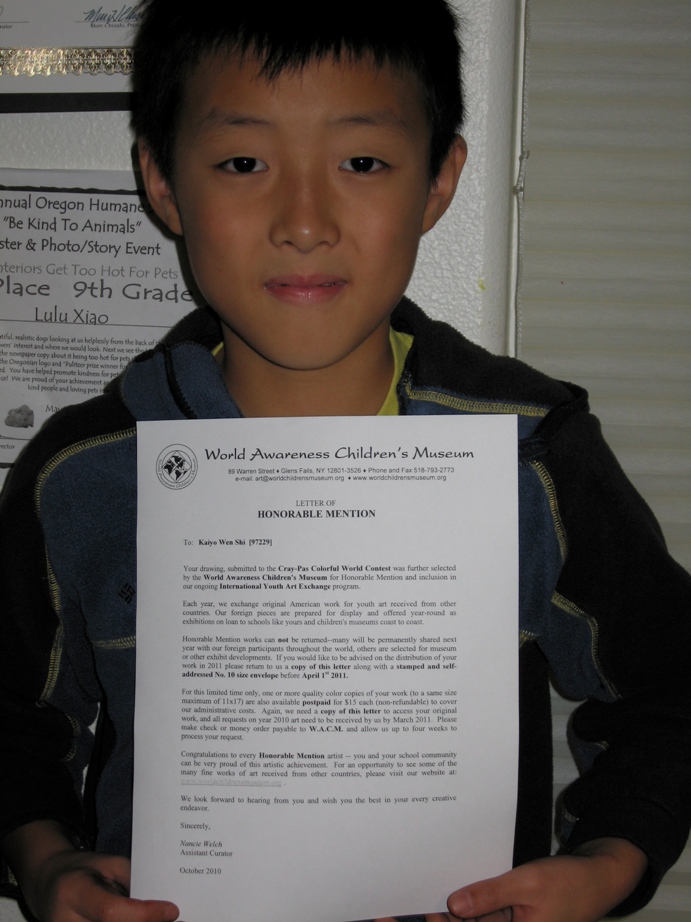 nnual Oregon Humane
"Be Kind To Animals"
ster & Photo/Story Event
nteriors Get Too Hot For Pets
Place 9th Grade
Lulu Xiao
World Awareness Children's Museum
89 Warren Street ♦ Glens Falls, NY 12801-3526 ♦ Phone and Fax 518-793-2773
e-mail: art@worldchildrensmuseum.org ♦ www.worldchildrensmuseum.org
LETTER OF
HONORABLE MENTION
To: Kaiyo Wen Shi [97229]
Your drawing, submitted to the Cray-Pas Colorful World Contest was further selected
by the World Awareness Children's Museum for Honorable Mention and inclusion in
our ongoing International Youth Art Exchange program.
Each year, we exchange original American work for youth art received from other
countries. Our foreign pieces are prepared for display and offered year-round as
exhibitions on loan to schools like yours and children's museums coast to coast.
Honorable Mention works can not be returned--many will be permanently shared next
year with our foreign participants throughout the world, others are selected for museum
or other exhibit developments. If you would like to be advised on the distribution of your
work in 2011 please return to us a copy of this letter along with a stamped and self-
addressed No. 10 size envelope before April 1st 2011.
For this limited time only, one or more quality color copies of your work (to a same size
maximum of 11x17) are also available postpaid for $15 each (non-refundable) to cover
our administrative costs. Again, we need a copy of this letter to access your original
work, and all requests on year 2010 art need to be received by us by March 2011. Please
make check or money order payable to W.A.C.M. and allow us up to four weeks to
process your request.
Congratulations to every Honorable Mention artist -- you and your school community
can be very proud of this artistic achievement. For an opportunity to see some of the
many fine works of art received from other countries, please visit our website at:
We look forward to hearing from you and wish you the best in your every creative
endeavor.
Sincerely,
Nancie Welch
Assistant Curator
October 2010